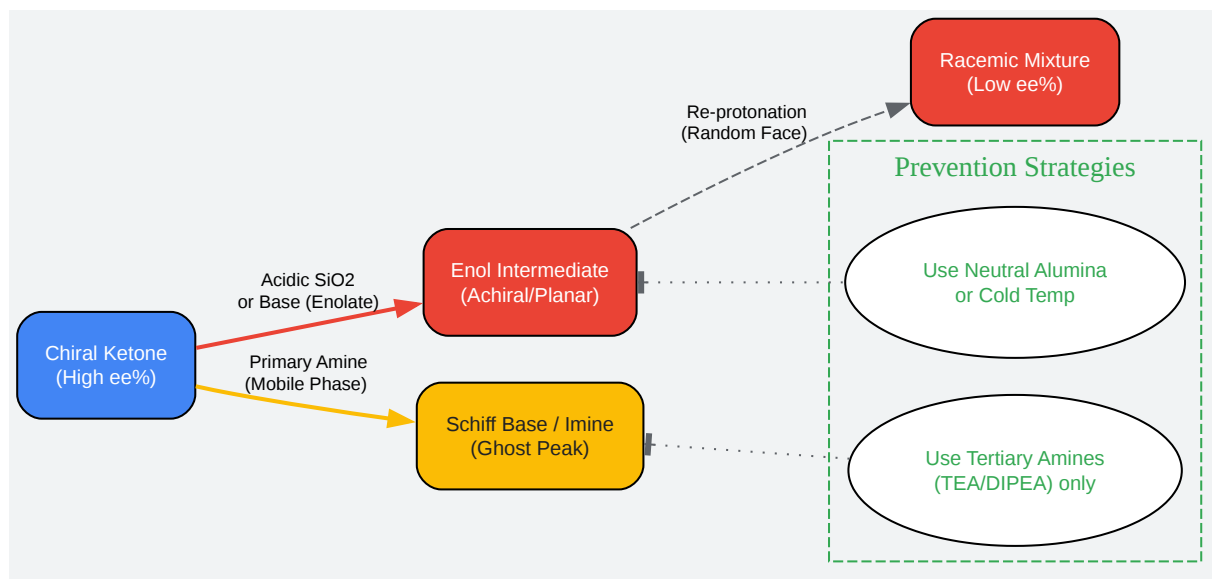 Racemic Mixture
(Low ee%)
Re-protonation
(Random Face)
Prevention Strategies
Enol Intermediate
(Achiral/Planar)
Use Neutral Alumina
or Cold Temp
Acidic SiO2
or Base (Enolate)
Chiral Ketone
(High ee%)
Primary Amine
(Mobile Phase)
Schiff Base / Imine
(Ghost Peak)
Use Tertiary Amines
(TEA/DIPEA) only